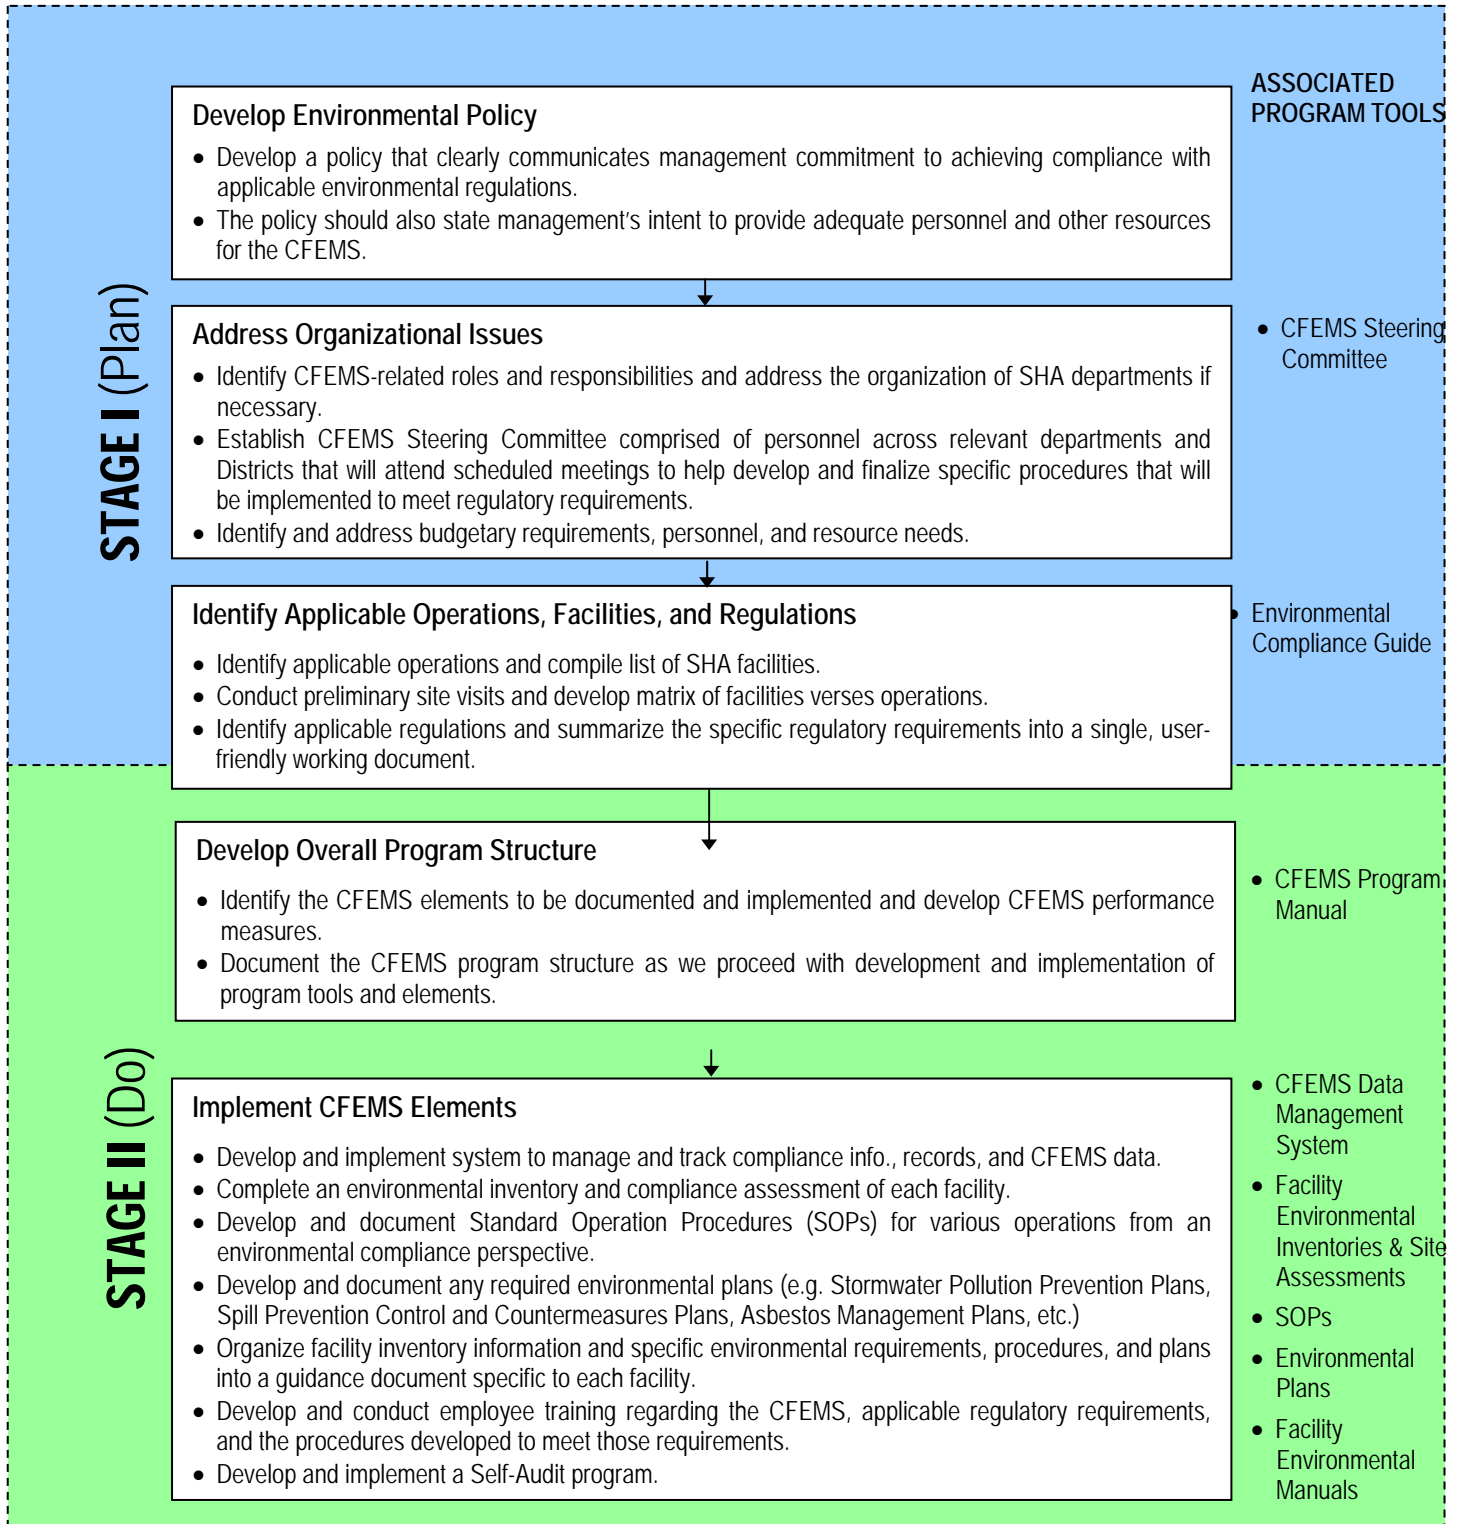 ASSOCIATED
PROGRAM TOOLS
STAGE I (Plan)
Develop Environmental Policy
• Develop a policy that clearly communicates management commitment to achieving compliance with
applicable environmental regulations.
• The policy should also state management’s intent to provide adequate personnel and other resources
for the CFEMS.
Address Organizational Issues
• Identify CFEMS-related roles and responsibilities and address the organization of SHA departments if
necessary.
• Establish CFEMS Steering Committee comprised of personnel across relevant departments and
Districts that will attend scheduled meetings to help develop and finalize specific procedures that will
be implemented to meet regulatory requirements.
• Identify and address budgetary requirements, personnel, and resource needs.
• CFEMS Steering
Committee
Identify Applicable Operations, Facilities, and Regulations
• Identify applicable operations and compile list of SHA facilities.
• Conduct preliminary site visits and develop matrix of facilities verses operations.
• Identify applicable regulations and summarize the specific regulatory requirements into a single, user-
friendly working document.
• Environmental
Compliance Guide
STAGE II (Do)
Develop Overall Program Structure
• Identify the CFEMS elements to be documented and implemented and develop CFEMS performance
measures.
• Document the CFEMS program structure as we proceed with development and implementation of
program tools and elements.
• CFEMS Program
Manual
Implement CFEMS Elements
• Develop and implement system to manage and track compliance info., records, and CFEMS data.
• Complete an environmental inventory and compliance assessment of each facility.
• Develop and document Standard Operation Procedures (SOPs) for various operations from an
environmental compliance perspective.
• Develop and document any required environmental plans (e.g. Stormwater Pollution Prevention Plans,
Spill Prevention Control and Countermeasures Plans, Asbestos Management Plans, etc.)
• Organize facility inventory information and specific environmental requirements, procedures, and plans
into a guidance document specific to each facility.
• Develop and conduct employee training regarding the CFEMS, applicable regulatory requirements,
and the procedures developed to meet those requirements.
• Develop and implement a Self-Audit program.
• CFEMS Data
Management
System
• Facility
Environmental
Inventories & Site
Assessments
• SOPs
• Environmental
Plans
• Facility
Environmental
Manuals